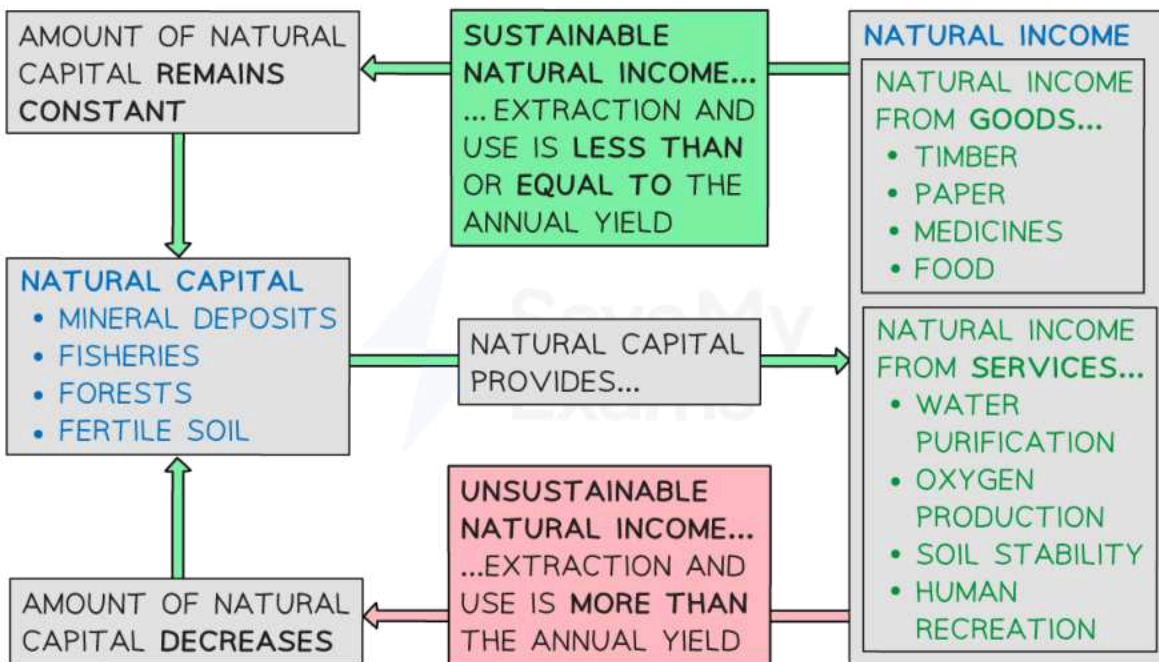 AMOUNT OF NATURAL
CAPITAL REMAINS
CONSTANT
SUSTAINABLE
NATURAL INCOME...
... EXTRACTION AND
USE IS LESS THAN
OR EQUAL TO THE
ANNUAL YIELD
NATURAL INCOME
NATURAL INCOME
FROM GOODS...
• TIMBER
• PAPER
• MEDICINES
• FOOD
NATURAL CAPITAL
• MINERAL DEPOSITS
• FISHERIES
• FORESTS
• FERTILE SOIL
NATURAL CAPITAL
PROVIDES...
NATURAL INCOME
FROM SERVICES...
• WATER
PURIFICATION
• OXYGEN
PRODUCTION
• SOIL STABILITY
• HUMAN
RECREATION
AMOUNT OF NATURAL
CAPITAL DECREASES
UNSUSTAINABLE
NATURAL INCOME...
...EXTRACTION AND
USE IS MORE THAN
THE ANNUAL YIELD
Save My
Exams